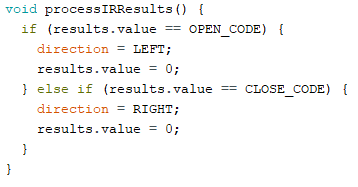 void processIRResults() {
  if (results.value == OPEN_CODE) {
    direction = LEFT;
    results.value = 0;
  } else if (results.value == CLOSE_CODE) {
    direction = RIGHT;
    results.value = 0;
  }
}